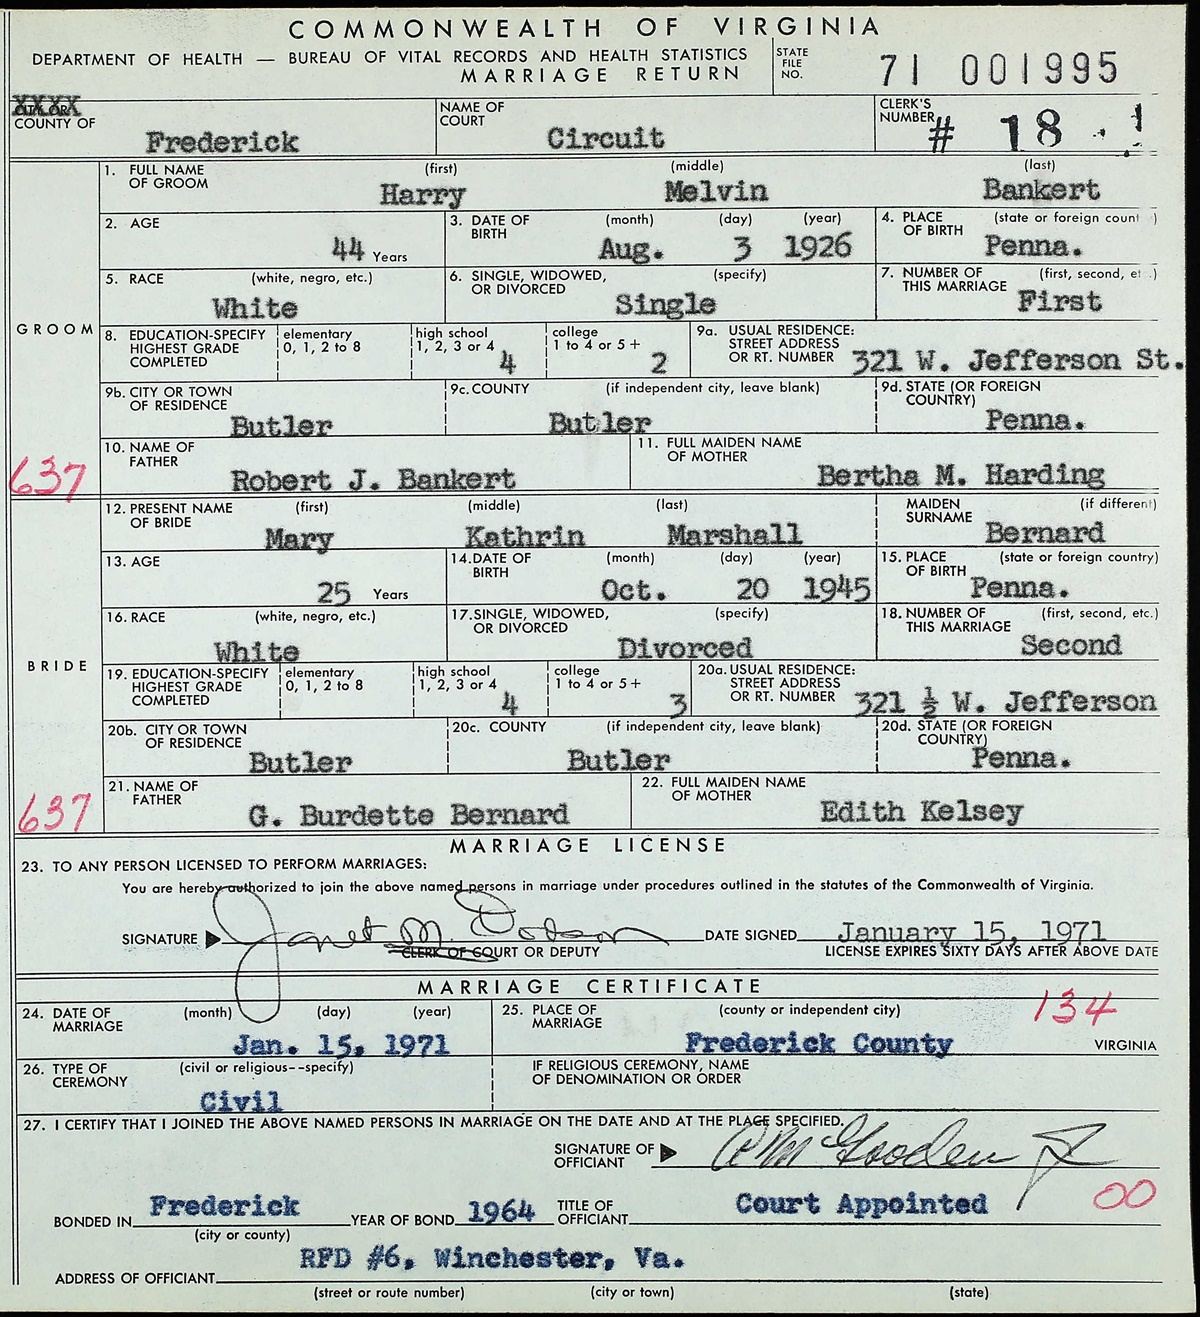 COMMONWEALTH OF VIRGINIA
DEPARTMENT OF HEALTH — BUREAU OF VITAL RECORDS AND HEALTH STATISTICS
MARRIAGE RETURN
STATE FILE NO. 71 001995
XXXX
CITY OR
COUNTY OF Frederick
NAME OF COURT Circuit
CLERK'S NUMBER # 18
GROOM
637
1. FULL NAME OF GROOM (first) Harry (middle) Melvin (last) Bankert
2. AGE 44 Years
3. DATE OF BIRTH (month) (day) (year) Aug. 3 1926
4. PLACE OF BIRTH (state or foreign count ) Penna.
5. RACE (white, negro, etc.) White
6. SINGLE, WIDOWED, OR DIVORCED (specify) Single
7. NUMBER OF THIS MARRIAGE (first, second, et .) First
8. EDUCATION-SPECIFY HIGHEST GRADE COMPLETED elementary 0, 1, 2 to 8 high school 1, 2, 3 or 4 4 college 1 to 4 or 5 + 2
9a. USUAL RESIDENCE: STREET ADDRESS OR RT. NUMBER 321 W. Jefferson St.
9b. CITY OR TOWN OF RESIDENCE Butler
9c. COUNTY (if independent city, leave blank) Butler
9d. STATE (OR FOREIGN COUNTRY) Penna.
10. NAME OF FATHER Robert J. Bankert
11. FULL MAIDEN NAME OF MOTHER Bertha M. Harding
BRIDE
637
12. PRESENT NAME OF BRIDE (first) Mary (middle) Kathrin (last) Marshall
MAIDEN SURNAME (if different) Bernard
13. AGE 25 Years
14. DATE OF BIRTH (month) (day) (year) Oct. 20 1945
15. PLACE OF BIRTH (state or foreign country) Penna.
16. RACE (white, negro, etc.) White
17. SINGLE, WIDOWED, OR DIVORCED (specify) Divorced
18. NUMBER OF THIS MARRIAGE (first, second, etc.) Second
19. EDUCATION-SPECIFY HIGHEST GRADE COMPLETED elementary 0, 1, 2 to 8 high school 1, 2, 3 or 4 4 college 1 to 4 or 5 + 3
20a. USUAL RESIDENCE: STREET ADDRESS OR RT. NUMBER 321 ½ W. Jefferson
20b. CITY OR TOWN OF RESIDENCE Butler
20c. COUNTY (if independent city, leave blank) Butler
20d. STATE (OR FOREIGN COUNTRY) Penna.
21. NAME OF FATHER G. Burdette Bernard
22. FULL MAIDEN NAME OF MOTHER Edith Kelsey
MARRIAGE LICENSE
23. TO ANY PERSON LICENSED TO PERFORM MARRIAGES:
You are hereby authorized to join the above named persons in marriage under procedures outlined in the statutes of the Commonwealth of Virginia.
SIGNATURE Janet M. Dodson DATE SIGNED January 15, 1971
CLERK OF COURT OR DEPUTY LICENSE EXPIRES SIXTY DAYS AFTER ABOVE DATE
MARRIAGE CERTIFICATE
24. DATE OF MARRIAGE (month) (day) (year) Jan. 15, 1971
25. PLACE OF MARRIAGE (county or independent city) 134 Frederick County VIRGINIA
26. TYPE OF CEREMONY (civil or religious--specify) Civil
IF RELIGIOUS CEREMONY, NAME OF DENOMINATION OR ORDER
27. I CERTIFY THAT I JOINED THE ABOVE NAMED PERSONS IN MARRIAGE ON THE DATE AND AT THE PLACE SPECIFIED.
SIGNATURE OF OFFICIANT
BONDED IN Frederick YEAR OF BOND 1964 TITLE OF OFFICIANT Court Appointed 00
(city or county)
ADDRESS OF OFFICIANT RFD #6, Winchester, Va.
(street or route number) (city or town) (state)